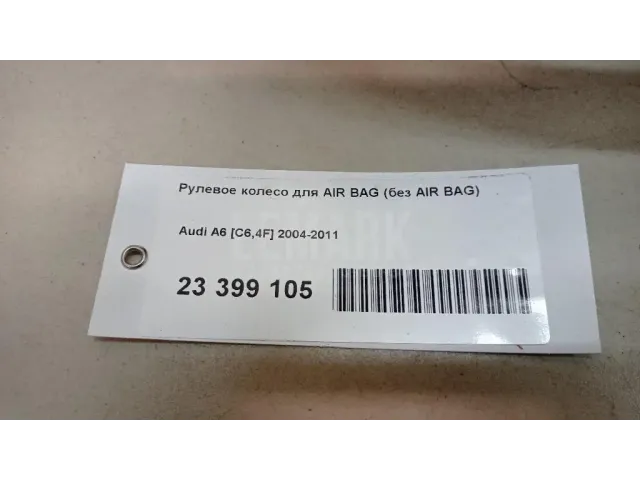 Рулевое колесо для AIR BAG (без AIR BAG)
Audi A6 [C6,4F] 2004-2011
23 399 105